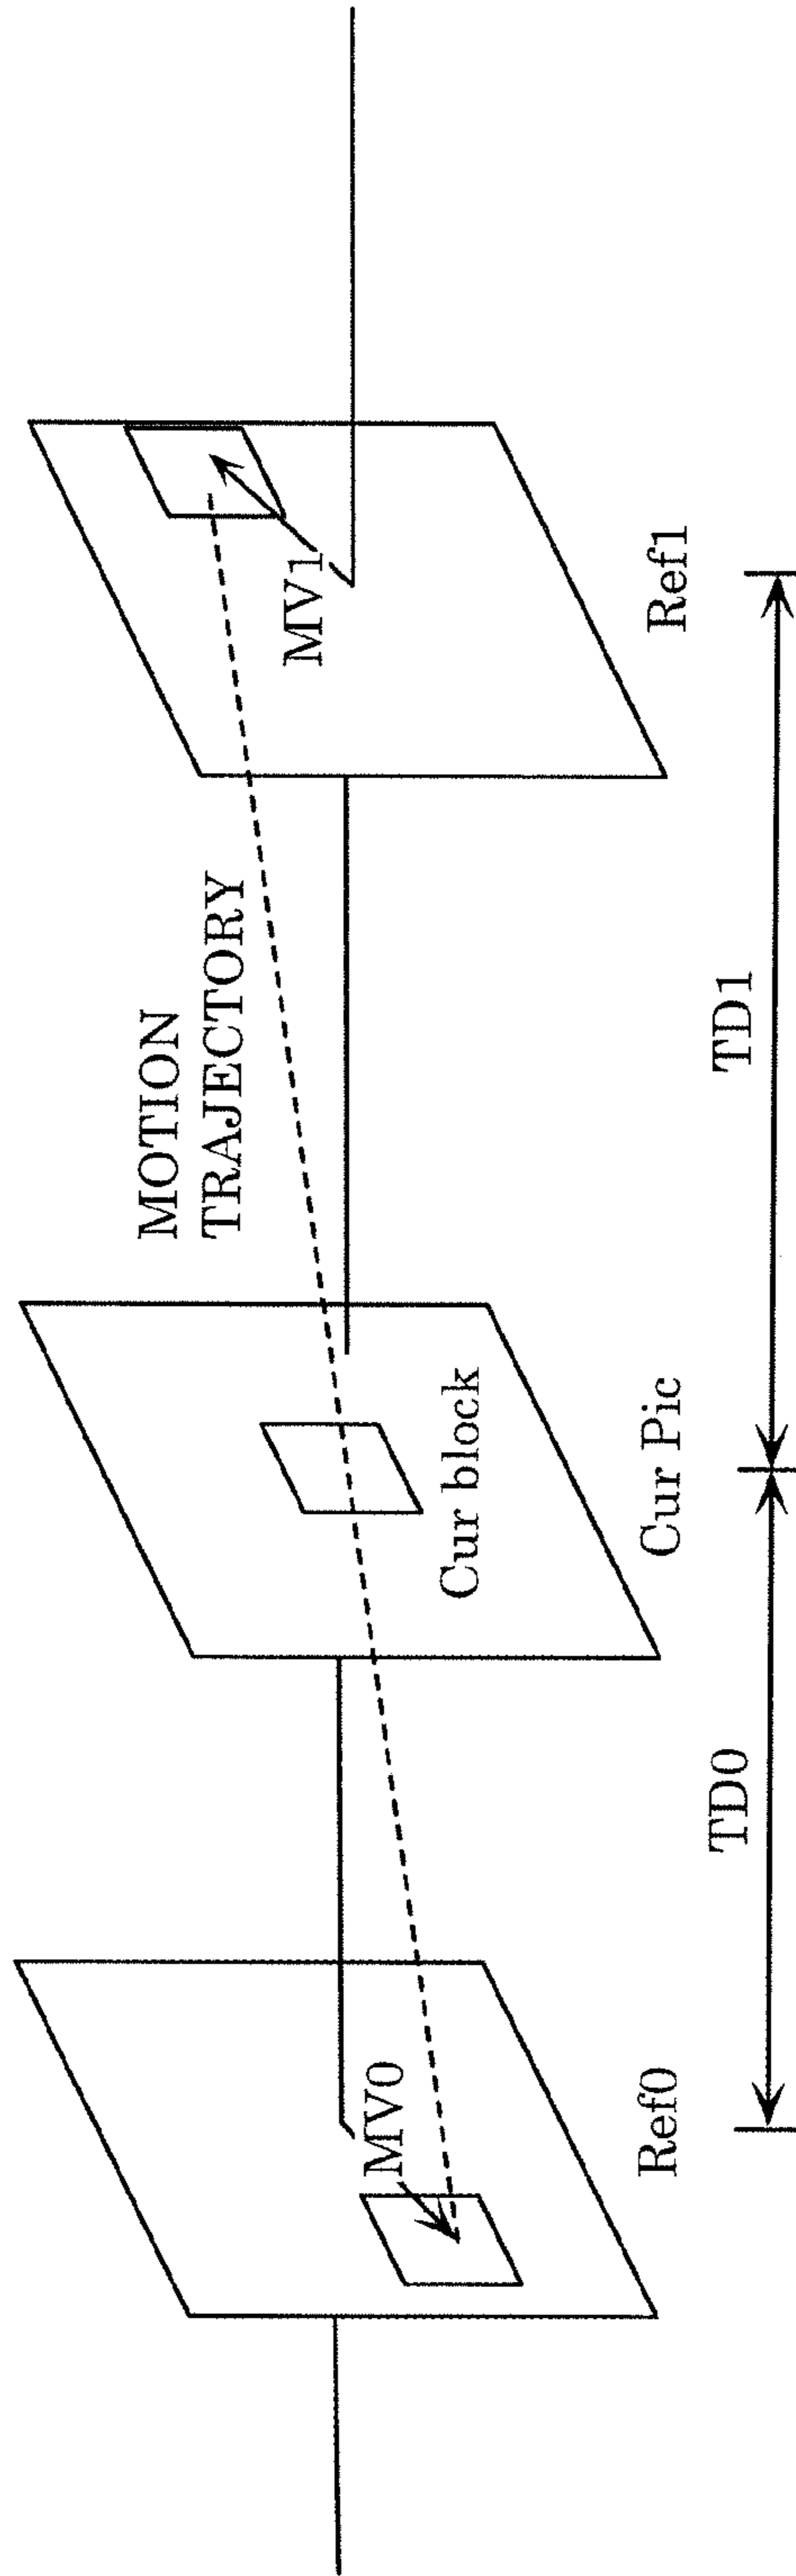 MOTION
TRAJECTORY
MV0
MV1
Cur block
Ref0
Cur Pic
Ref1
TD0
TD1